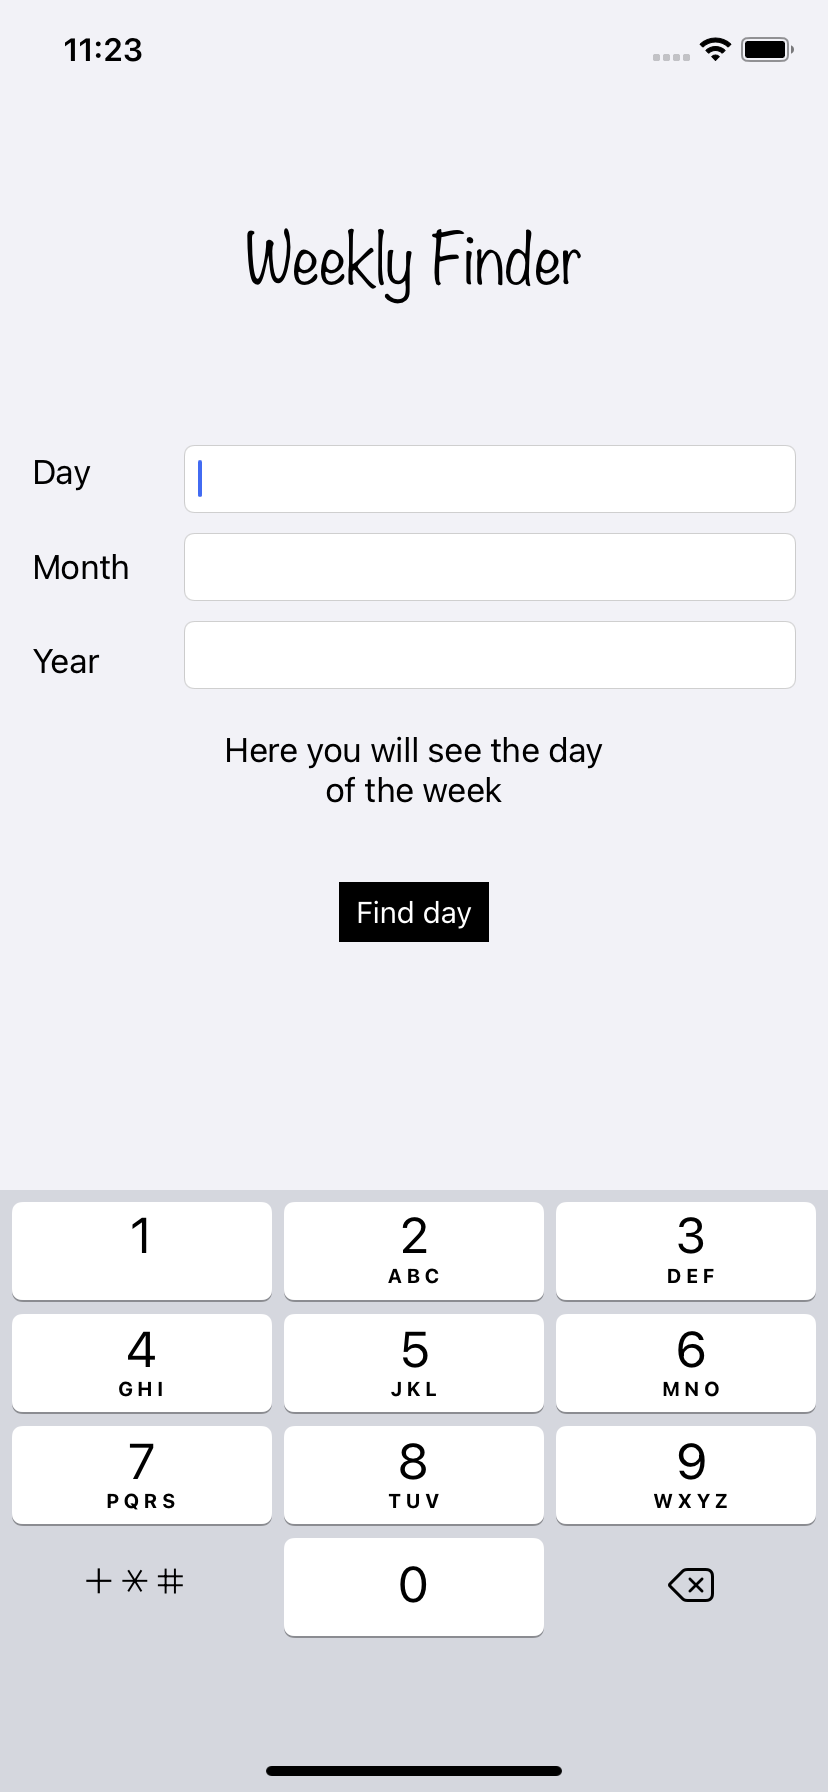 11:23
Weekly Finder
Day
Month
Year
Here you will see the day
of the week
Find day
1
2
ABC
3
DEF
4
GHI
5
JKL
6
MNO
7
PQRS
8
TUV
9
WXYZ
+*#
0